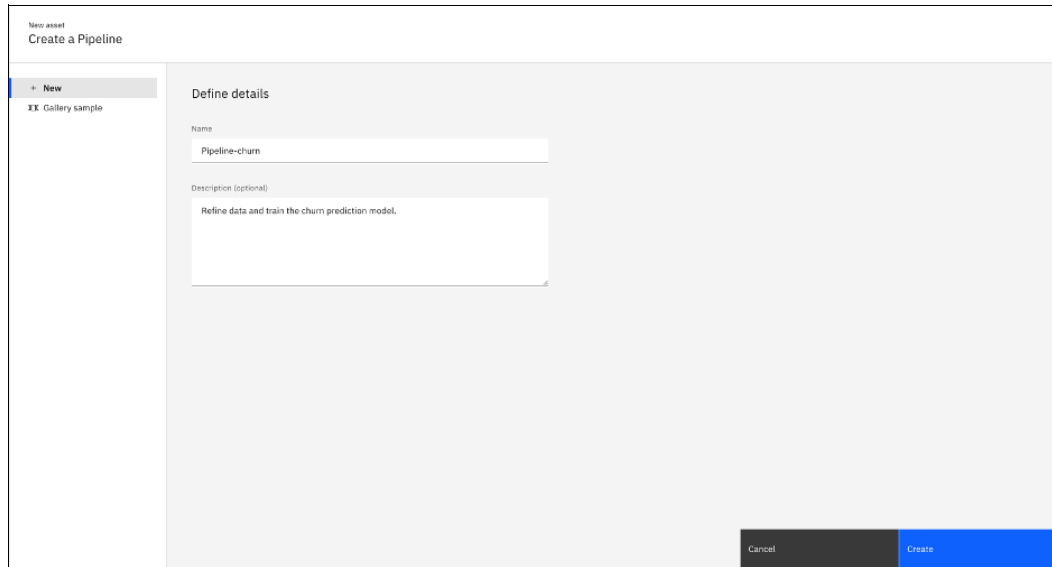 New asset
Create a Pipeline
+ New
Gallery sample
Define details
Name
Pipeline-churn
Description (optional)
Refine data and train the churn prediction model.
Cancel
Create